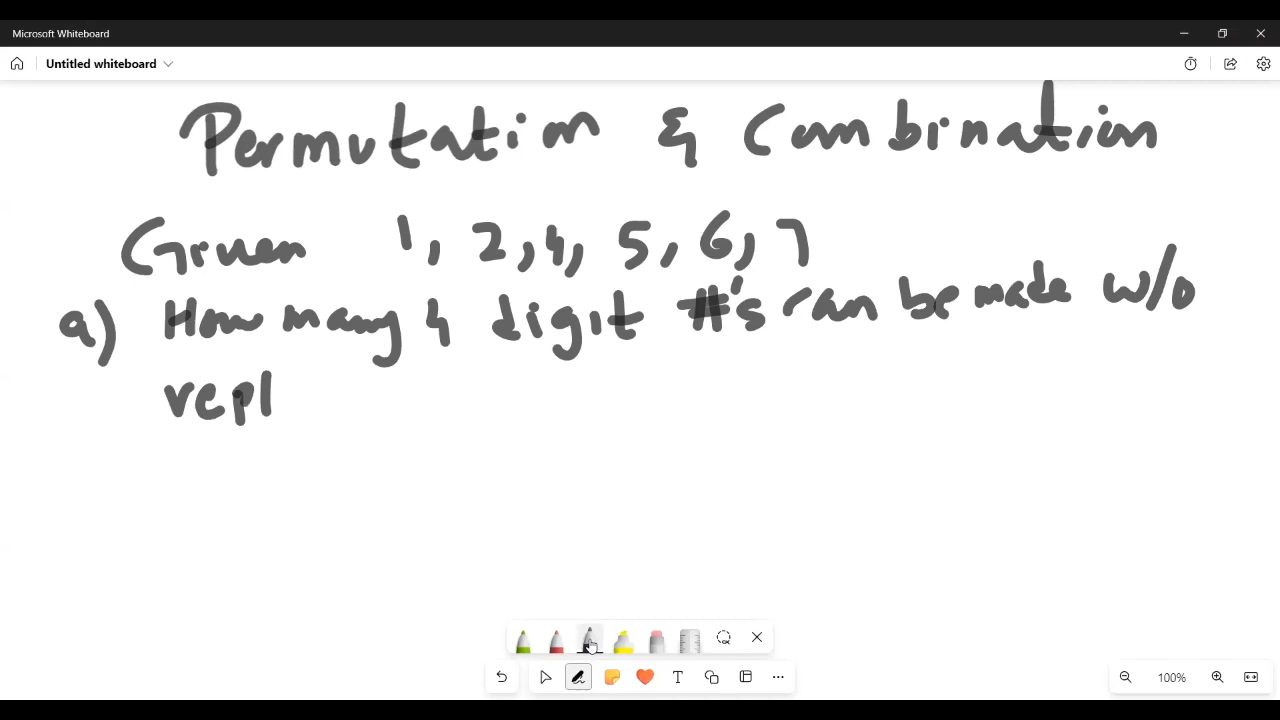 Microsoft Whiteboard
Untitled whiteboard
Permutation & Combination
Given 1, 2, 4, 5, 6, 7
a) How many 4 digit #'s can be made w/o
repl
100%